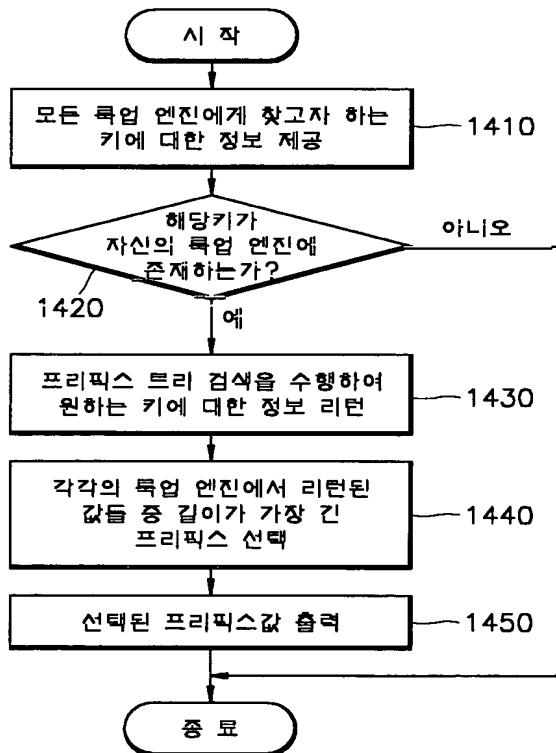 시 작
모든 룩업 엔진에게 찾고자 하는
키에 대한 정보 제공
1410
해당키가
자신의 룩업 엔진에
존재하는가?
아니오
1420
예
프리픽스 트리 검색을 수행하여
원하는 키에 대한 정보 리턴
1430
각각의 룩업 엔진에서 리턴된
값들 중 길이가 가장 긴
프리픽스 선택
1440
선택된 프리픽스값 출력
1450
종 료